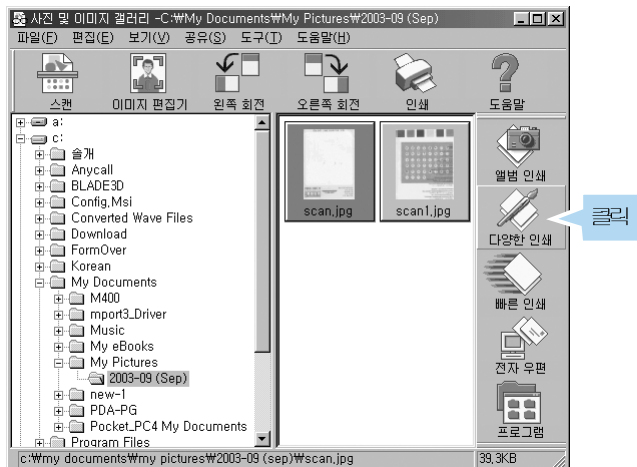 사진 및 이미지 갤러리 -C:₩My Documents₩My Pictures₩2003-09 (Sep)
파일(F) 편집(E) 보기(V) 공유(S) 도구(T) 도움말(H)
스캔 이미지 편집기 왼쪽 회전 오른쪽 회전 인쇄 도움말
a:
c:
솔개
Anycall
BLADE3D
Config.Msi
Converted Wave Files
Download
FormOver
Korean
My Documents
M400
mport3_Driver
Music
My eBooks
My Pictures
2003-09 (Sep)
new-1
PDA-PG
Pocket_PC4 My Documents
Program Files
scan.jpg
scan1.jpg
앨범 인쇄
다양한 인쇄
빠른 인쇄
전자 우편
프로그램
클릭
c:₩my documents₩my pictures₩2003-09 (sep)₩scan.jpg
39.3KB